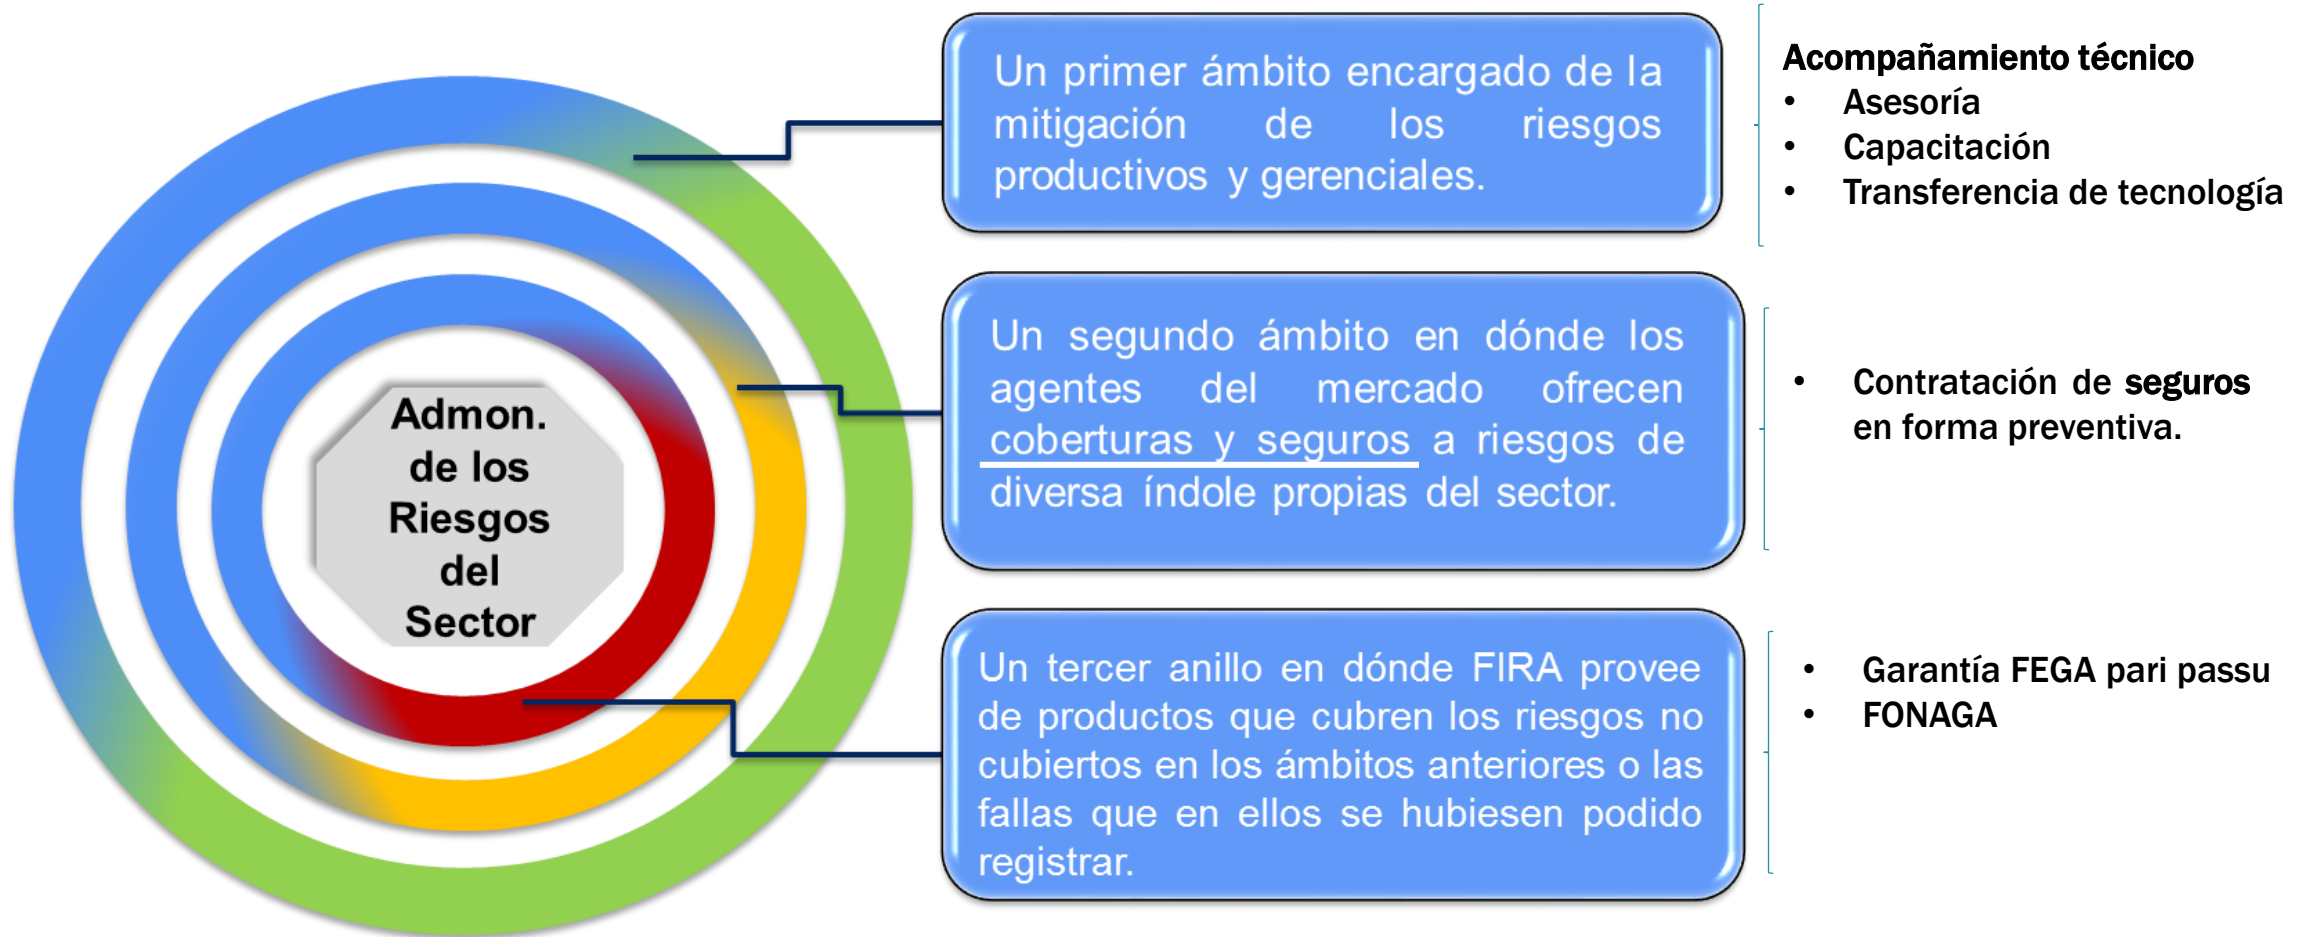 Admon.
de los
Riesgos
del
Sector
Un primer ámbito encargado de la
mitigación de los riesgos
productivos y gerenciales.
Acompañamiento técnico
• Asesoría
• Capacitación
• Transferencia de tecnología
Un segundo ámbito en dónde los
agentes del mercado ofrecen
coberturas y seguros a riesgos de
diversa índole propias del sector.
• Contratación de seguros
en forma preventiva.
Un tercer anillo en dónde FIRA provee
de productos que cubren los riesgos no
cubiertos en los ámbitos anteriores o las
fallas que en ellos se hubiesen podido
registrar.
• Garantía FEGA pari passu
• FONAGA